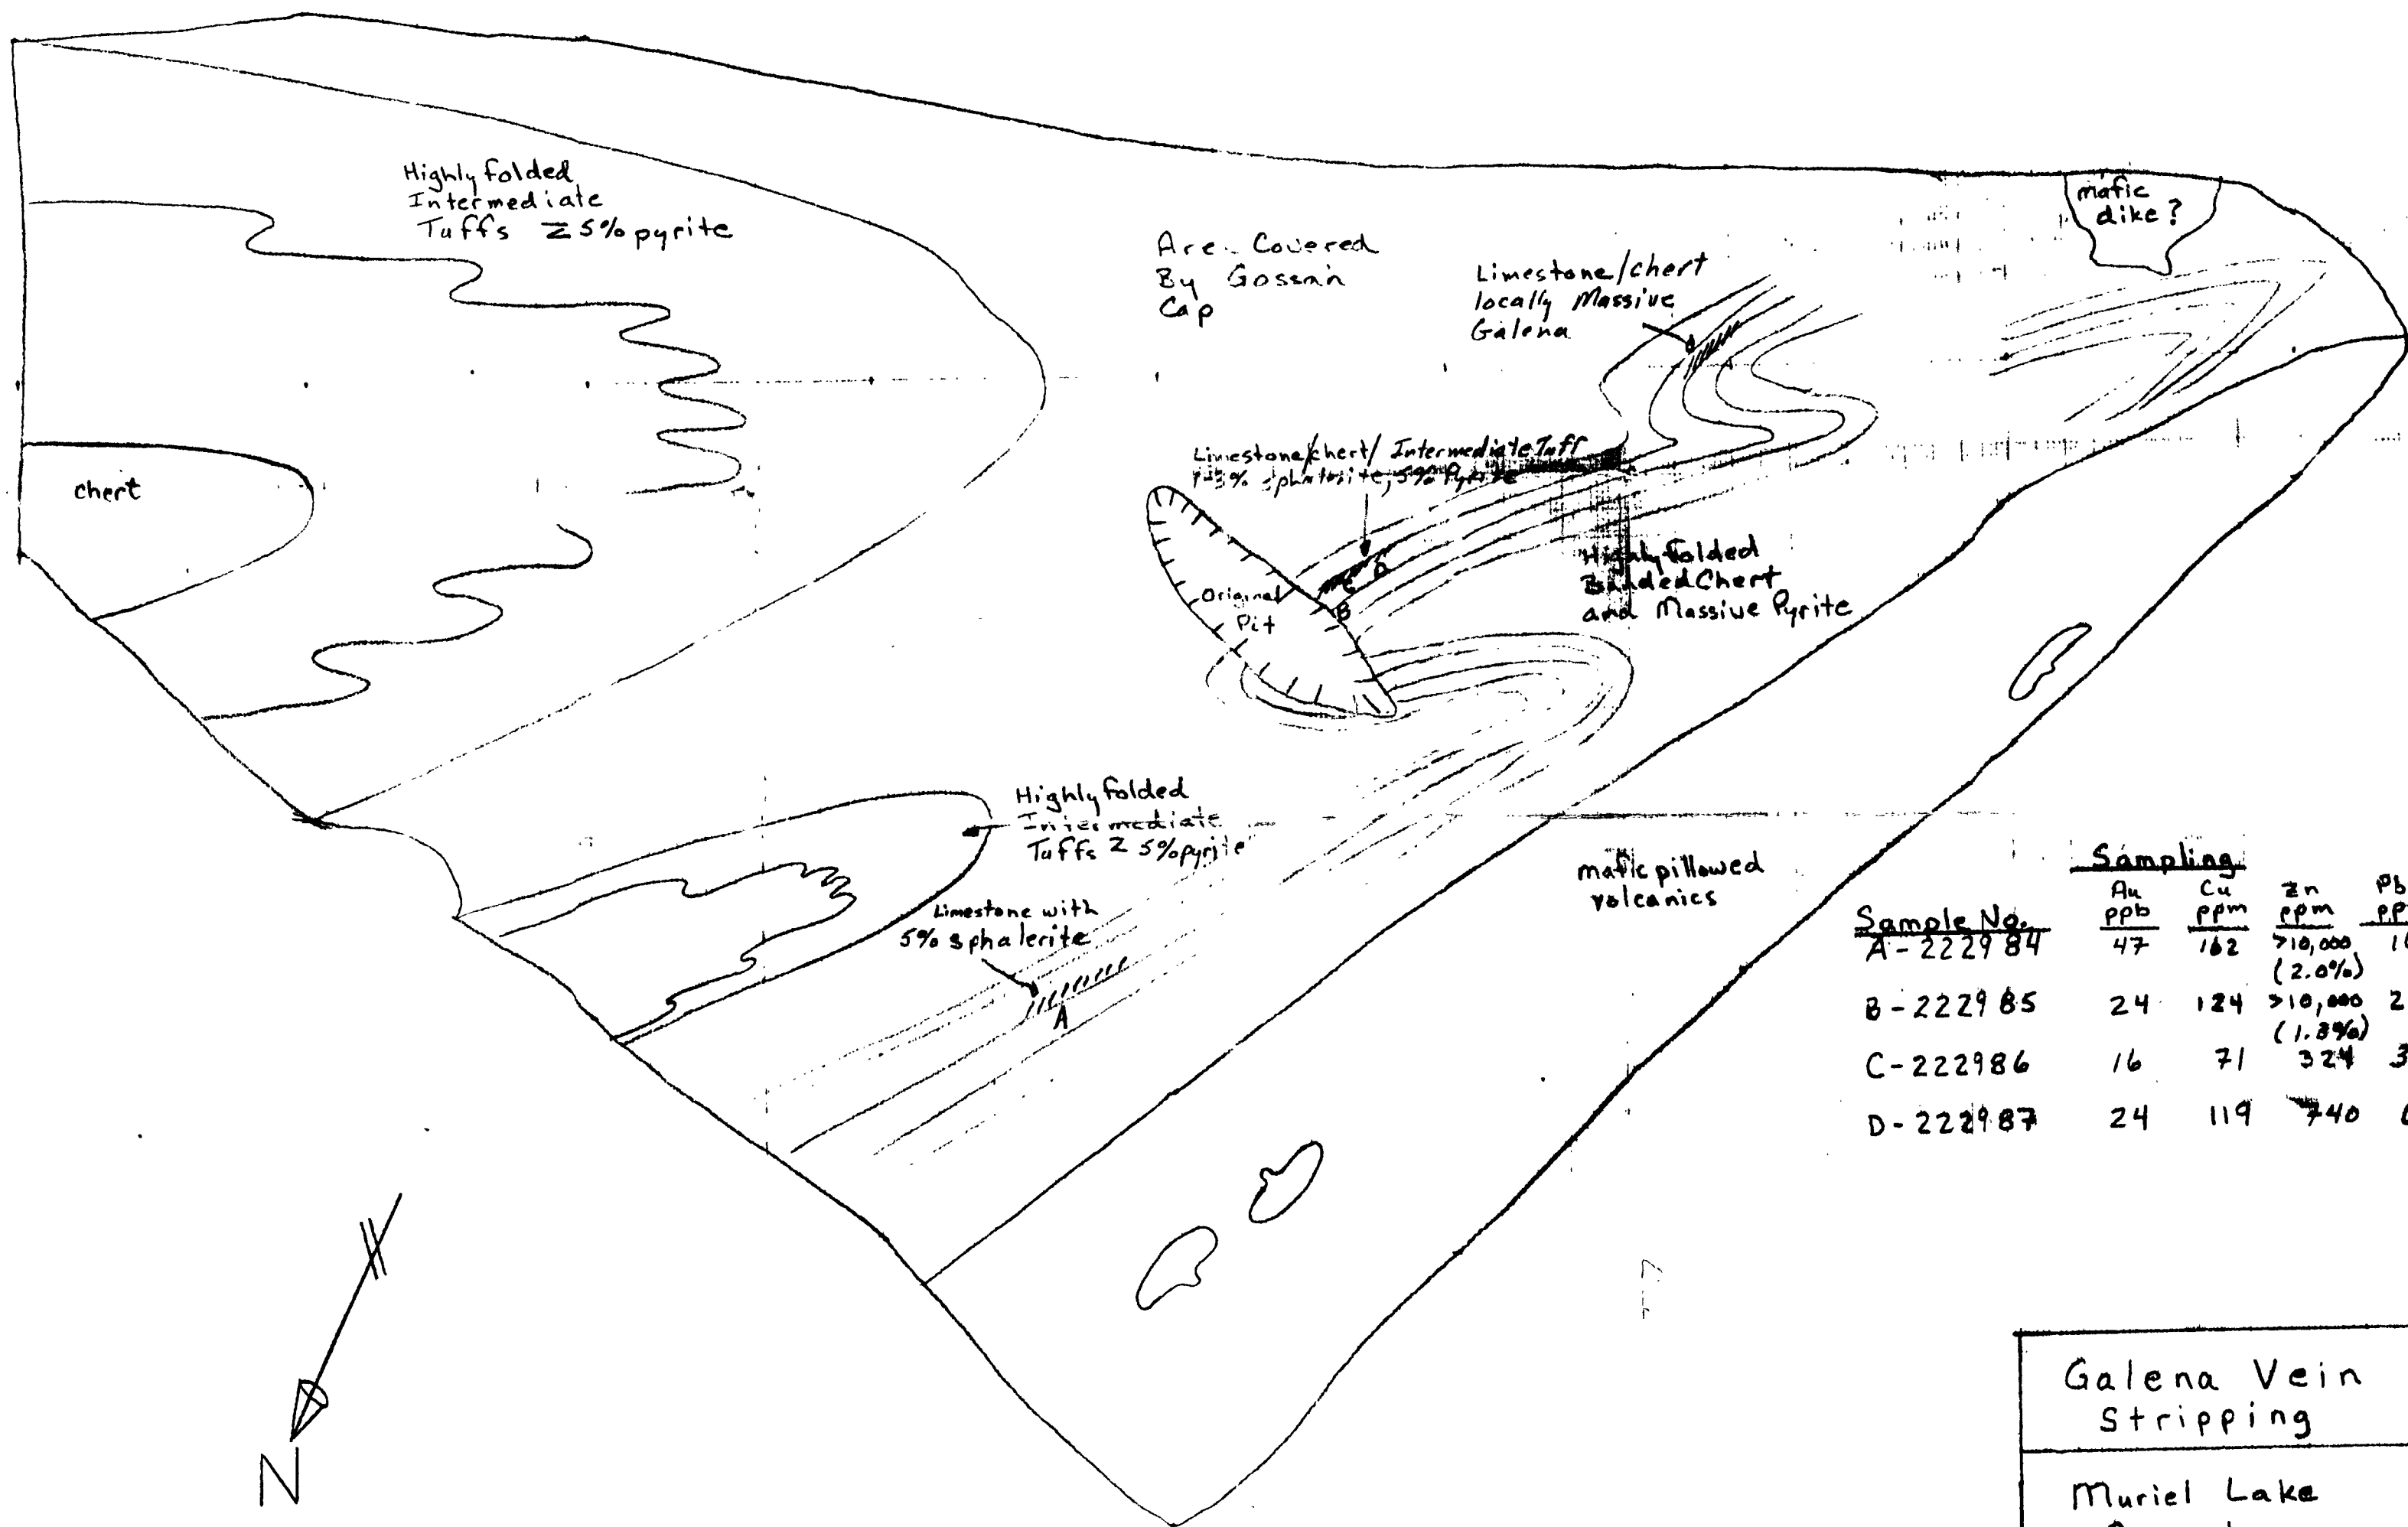 Highly folded
Intermediate
Tuffs ≥ 5% pyrite
mafic
dike?
Are Covered
By Gossan
Cap
Limestone/chert
locally Massive
Galena
Limestone/chert/ Intermediate Tuff
sphalerite, 5% Pyrite
chert
Original
Pit
D
C
B
Highly folded
Banded Chert
and Massive Pyrite
Highly folded
Intermediate
Tuffs ≥ 5% pyrite
Limestone with
5% sphalerite
A
mafic pillowed
volcanics
Sampling
Sample No. Au ppb Cu ppm Zn ppm Pb
A - 222984 47 162 >10,000
(2.0%)
B - 222985 24 124 >10,000
(1.8%)
C - 222986 16 71 324
D - 222987 24 119 740
N
Galena Vein
Stripping
Muriel Lake